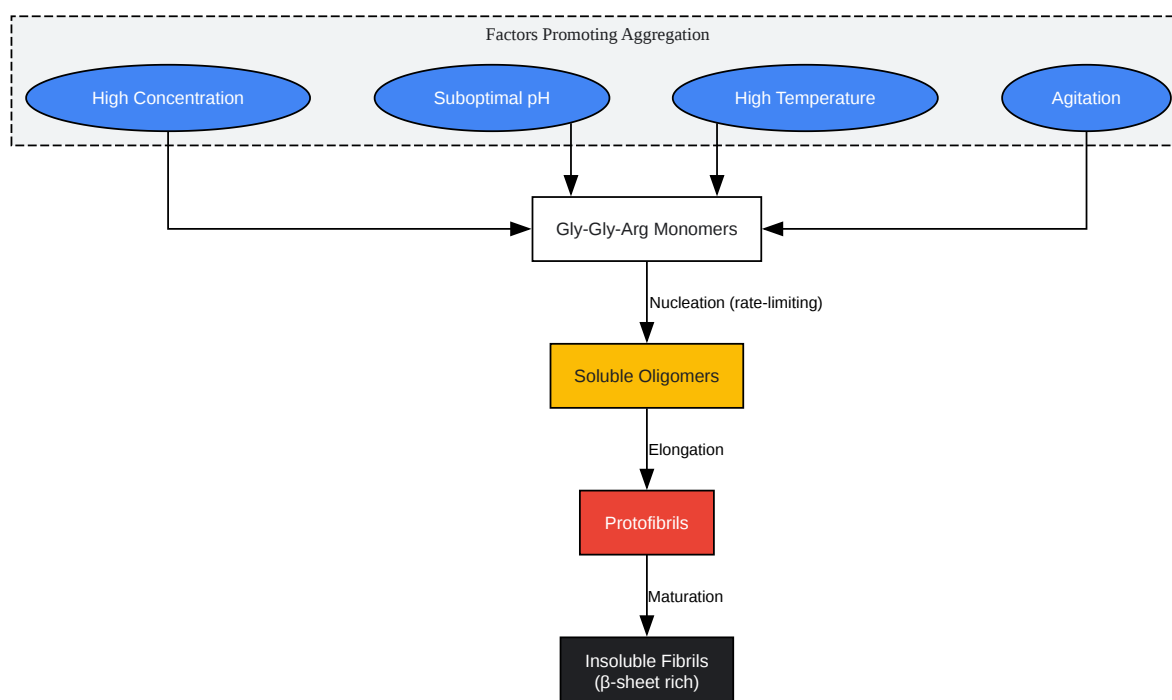 Factors Promoting Aggregation
High Concentration
Suboptimal pH
High Temperature
Agitation
Gly-Gly-Arg Monomers
Nucleation (rate-limiting)
Soluble Oligomers
Elongation
Protofibrils
Maturation
Insoluble Fibrils
(β-sheet rich)